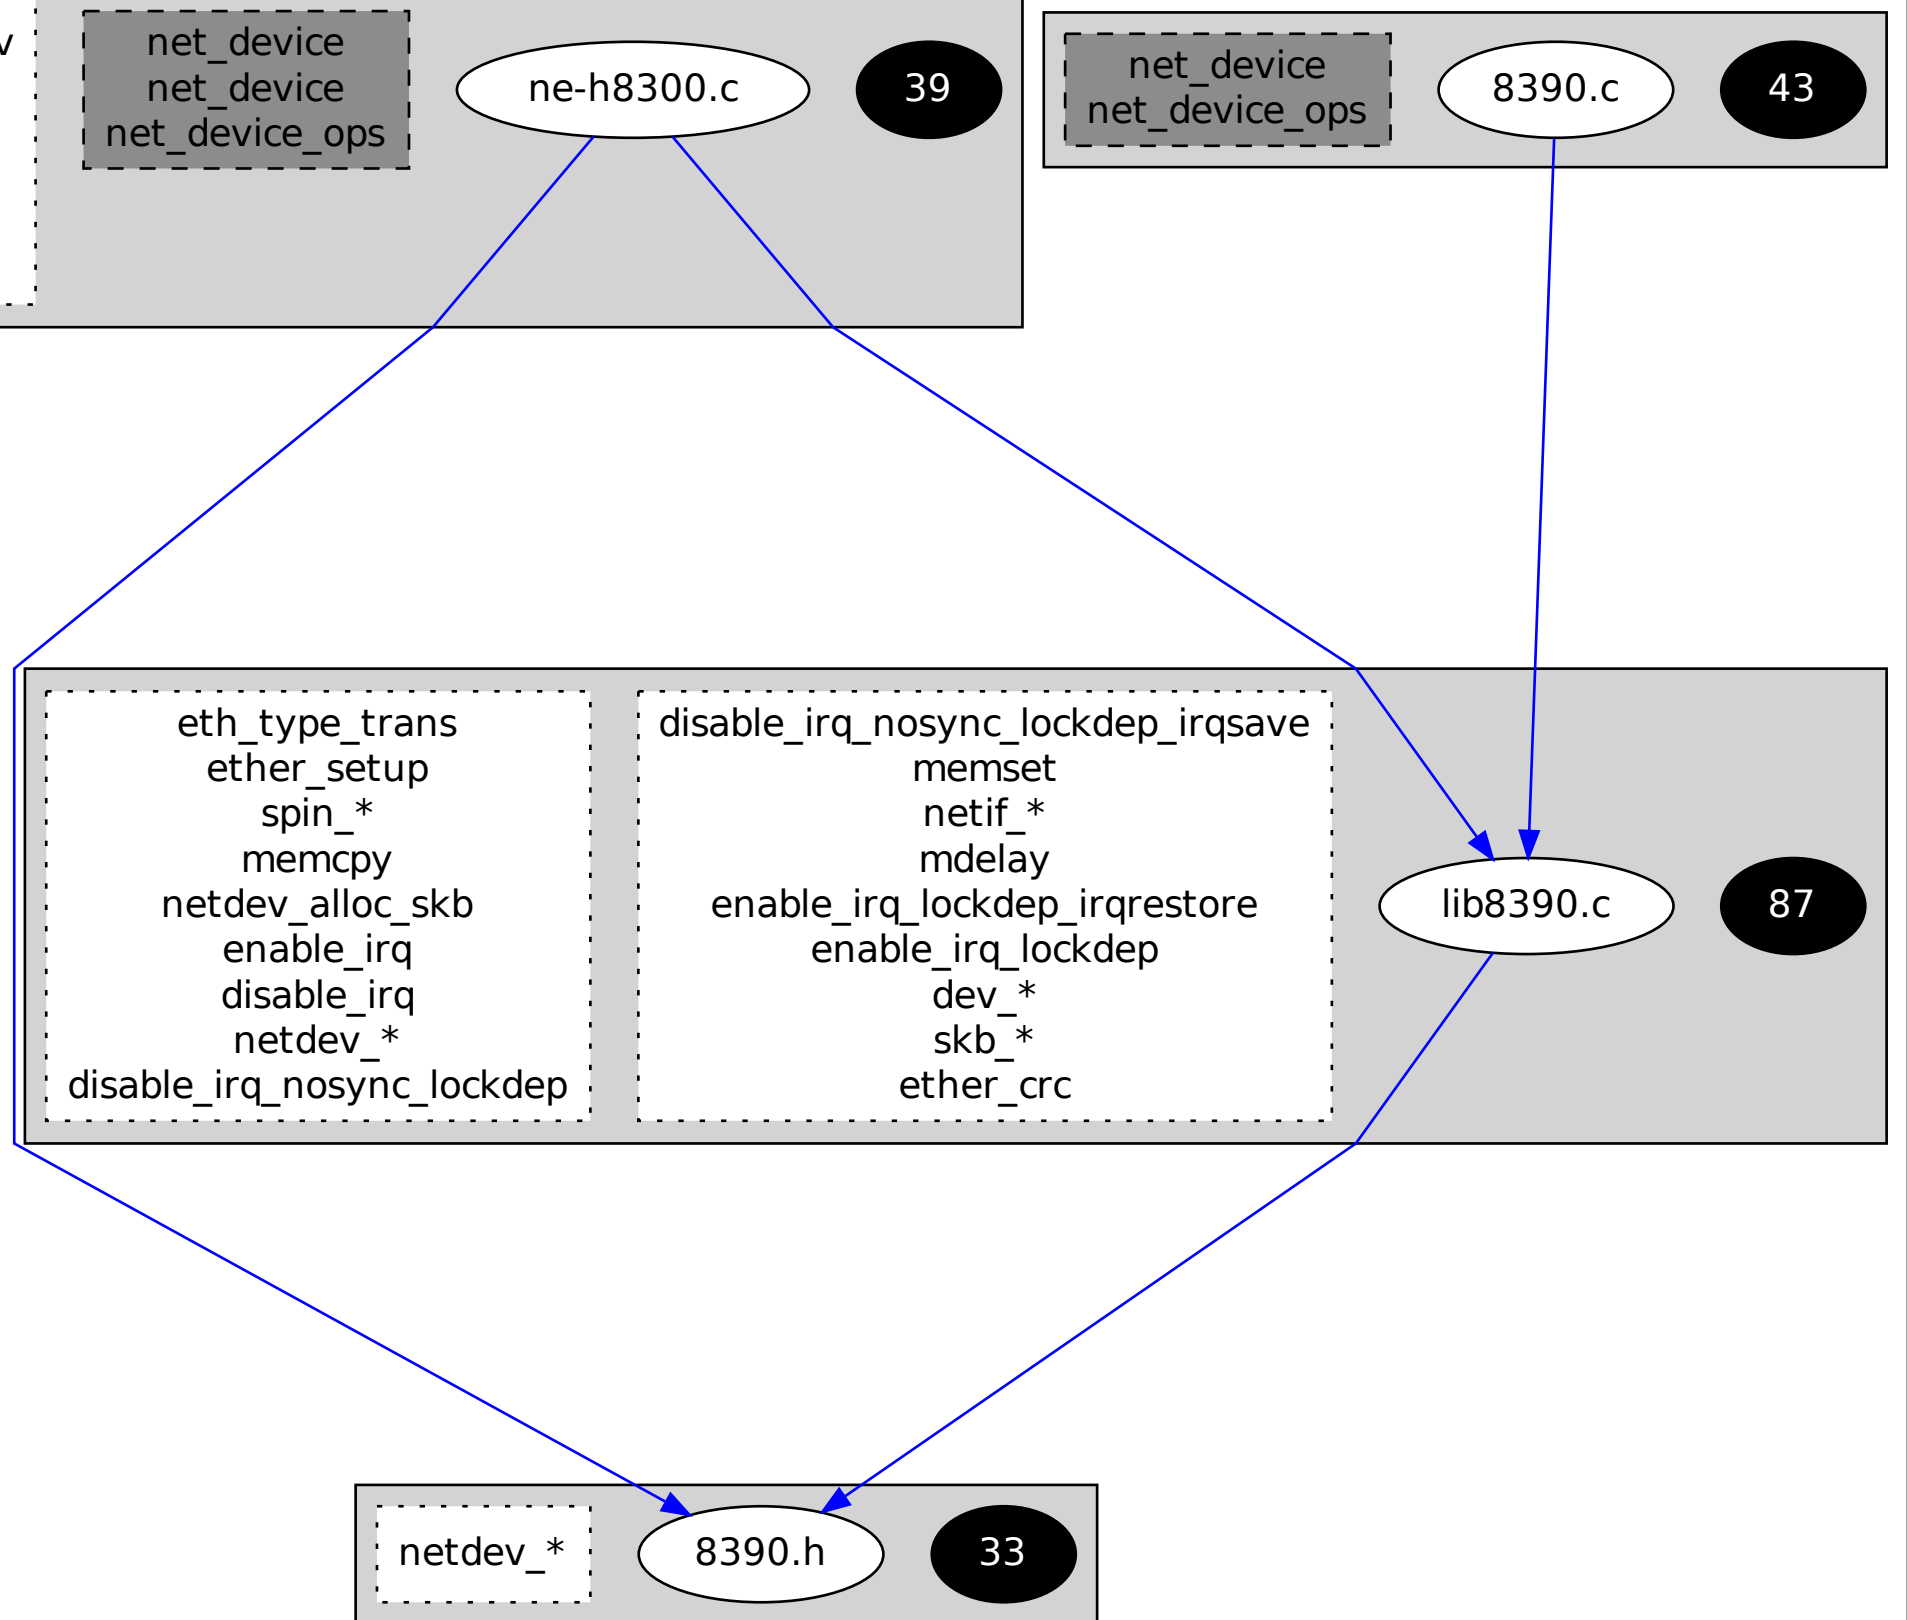 net_device
net_device
net_device_ops
ne-h8300.c
39
net_device
net_device_ops
8390.c
43
eth_type_trans
ether_setup
spin_*
memcpy
netdev_alloc_skb
enable_irq
disable_irq
netdev_*
disable_irq_nosync_lockdep
disable_irq_nosync_lockdep_irqsave
memset
netif_*
mdelay
enable_irq_lockdep_irqrestore
enable_irq_lockdep
dev_*
skb_*
ether_crc
lib8390.c
87
netdev_*
8390.h
33